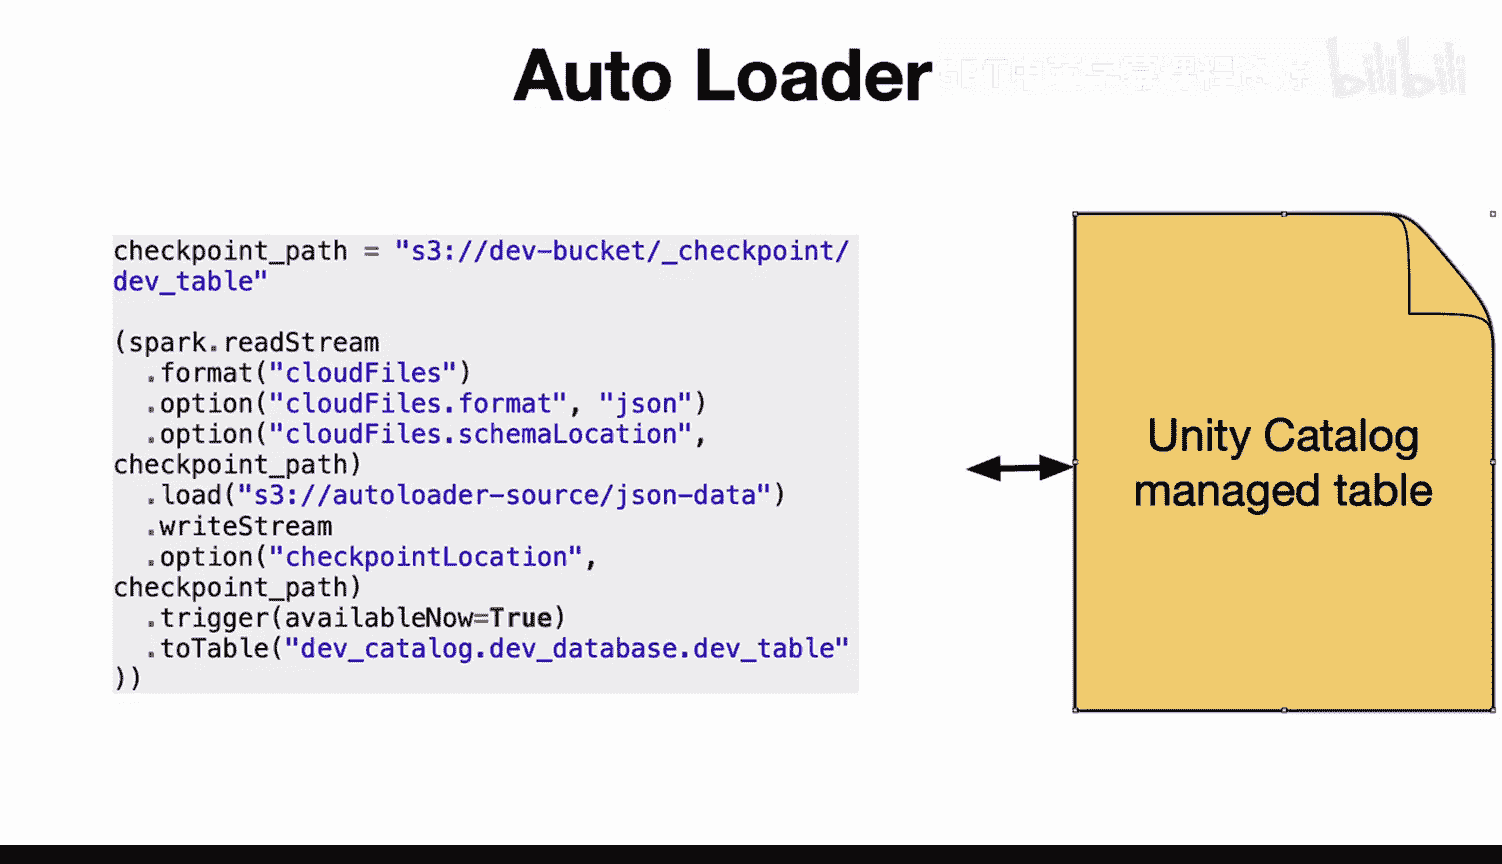 Auto Loader
bilibili
checkpoint_path = "s3://dev-bucket/_checkpoint/
dev_table"
(spark.readStream
  .format("cloudFiles")
  .option("cloudFiles.format", "json")
  .option("cloudFiles.schemaLocation",
checkpoint_path)
  .load("s3://autoloader-source/json-data")
  .writeStream
  .option("checkpointLocation",
checkpoint_path)
  .trigger(availableNow=True)
  .toTable("dev_catalog.dev_database.dev_table"
))
Unity Catalog
managed table